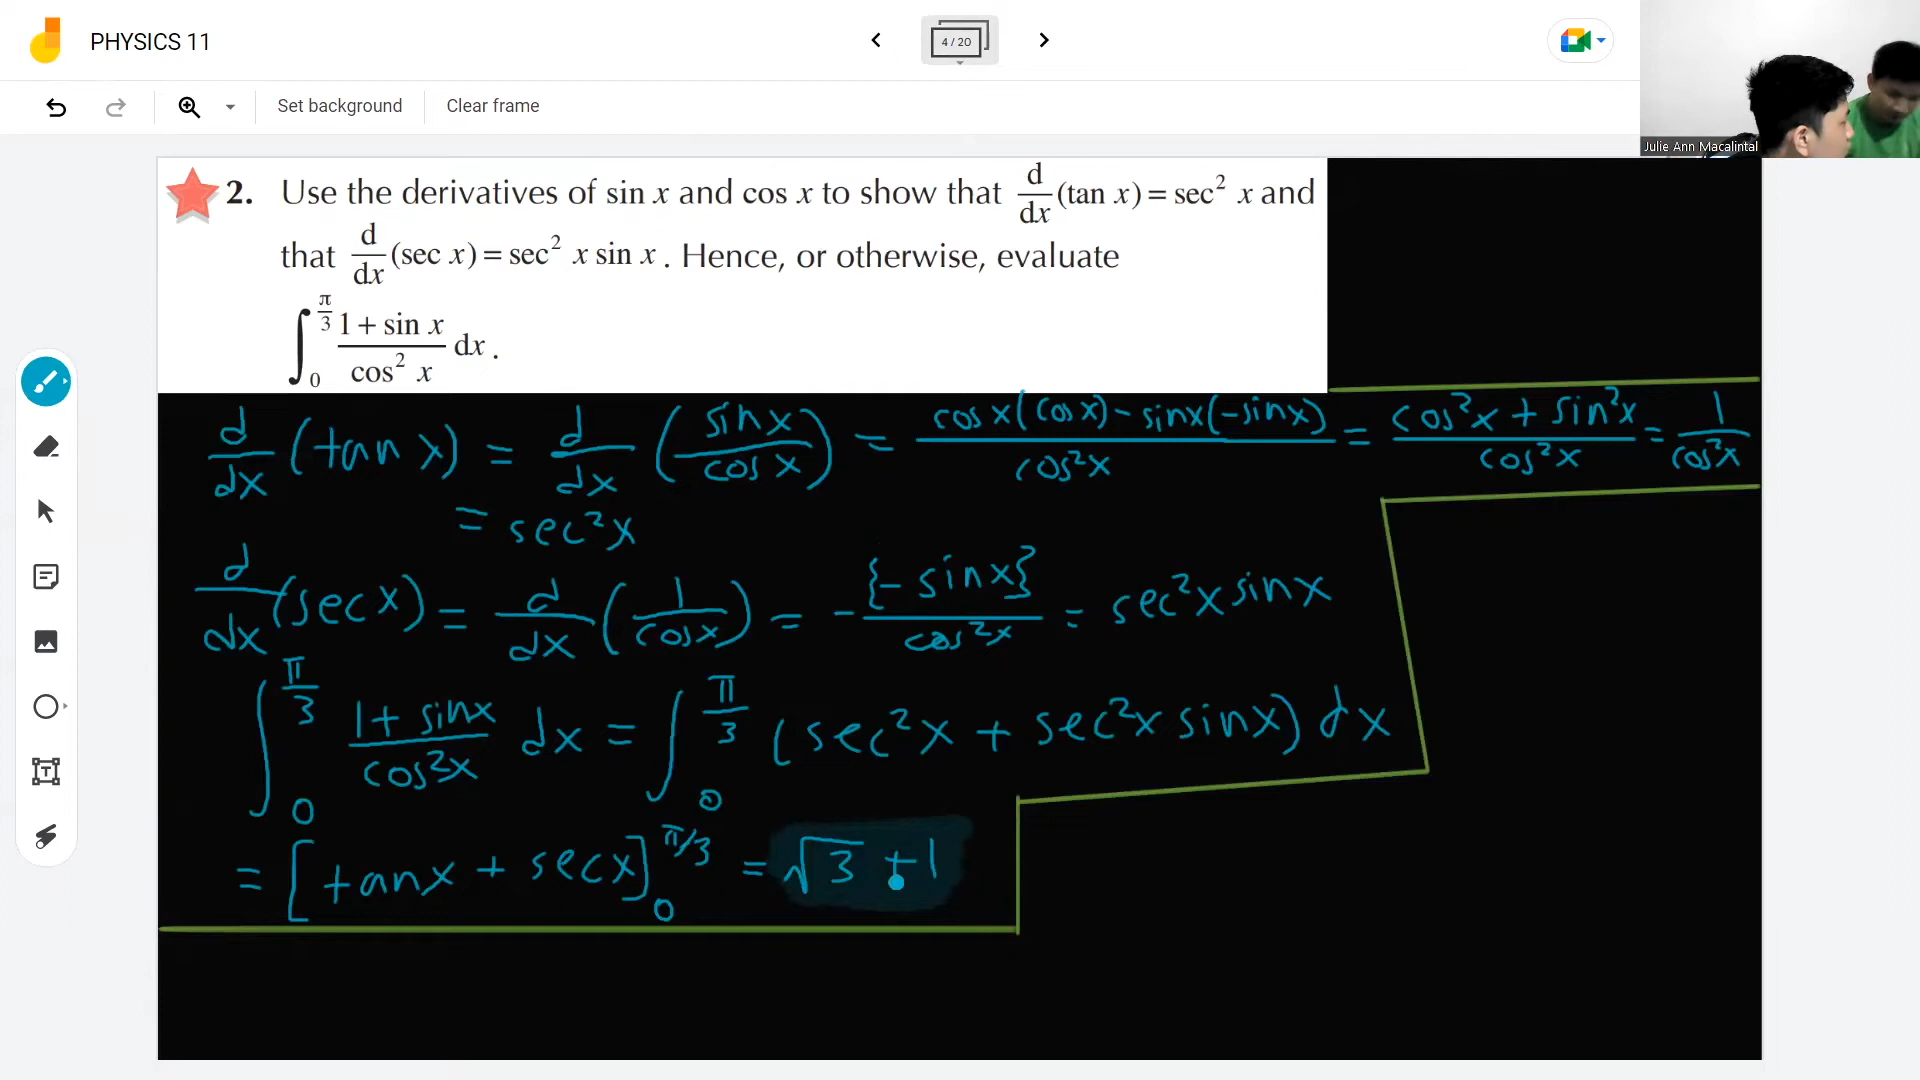 PHYSICS 11
4 / 20
Set background
Clear frame
Julie Ann Macalintal
2. Use the derivatives of sin x and cos x to show that d/dx (tan x) = sec² x and
that d/dx (sec x) = sec² x sin x. Hence, or otherwise, evaluate
∫₀^(π/3) (1 + sin x)/(cos² x) dx.
d/dx (tan x) = d/dx (sin x/cos x) = (cos x (cos x) - sin x (-sin x))/cos²x = (cos²x + sin²x)/cos²x = 1/cos²x
= sec²x
d/dx (sec x) = d/dx (1/cos x) = - {- sin x}/cos²x = sec²x sin x
∫₀^(π/3) (1 + sin x)/cos²x dx = ∫₀^(π/3) (sec²x + sec²x sin x) dx
= [tan x + sec x]₀^(π/3) = √3 + 1